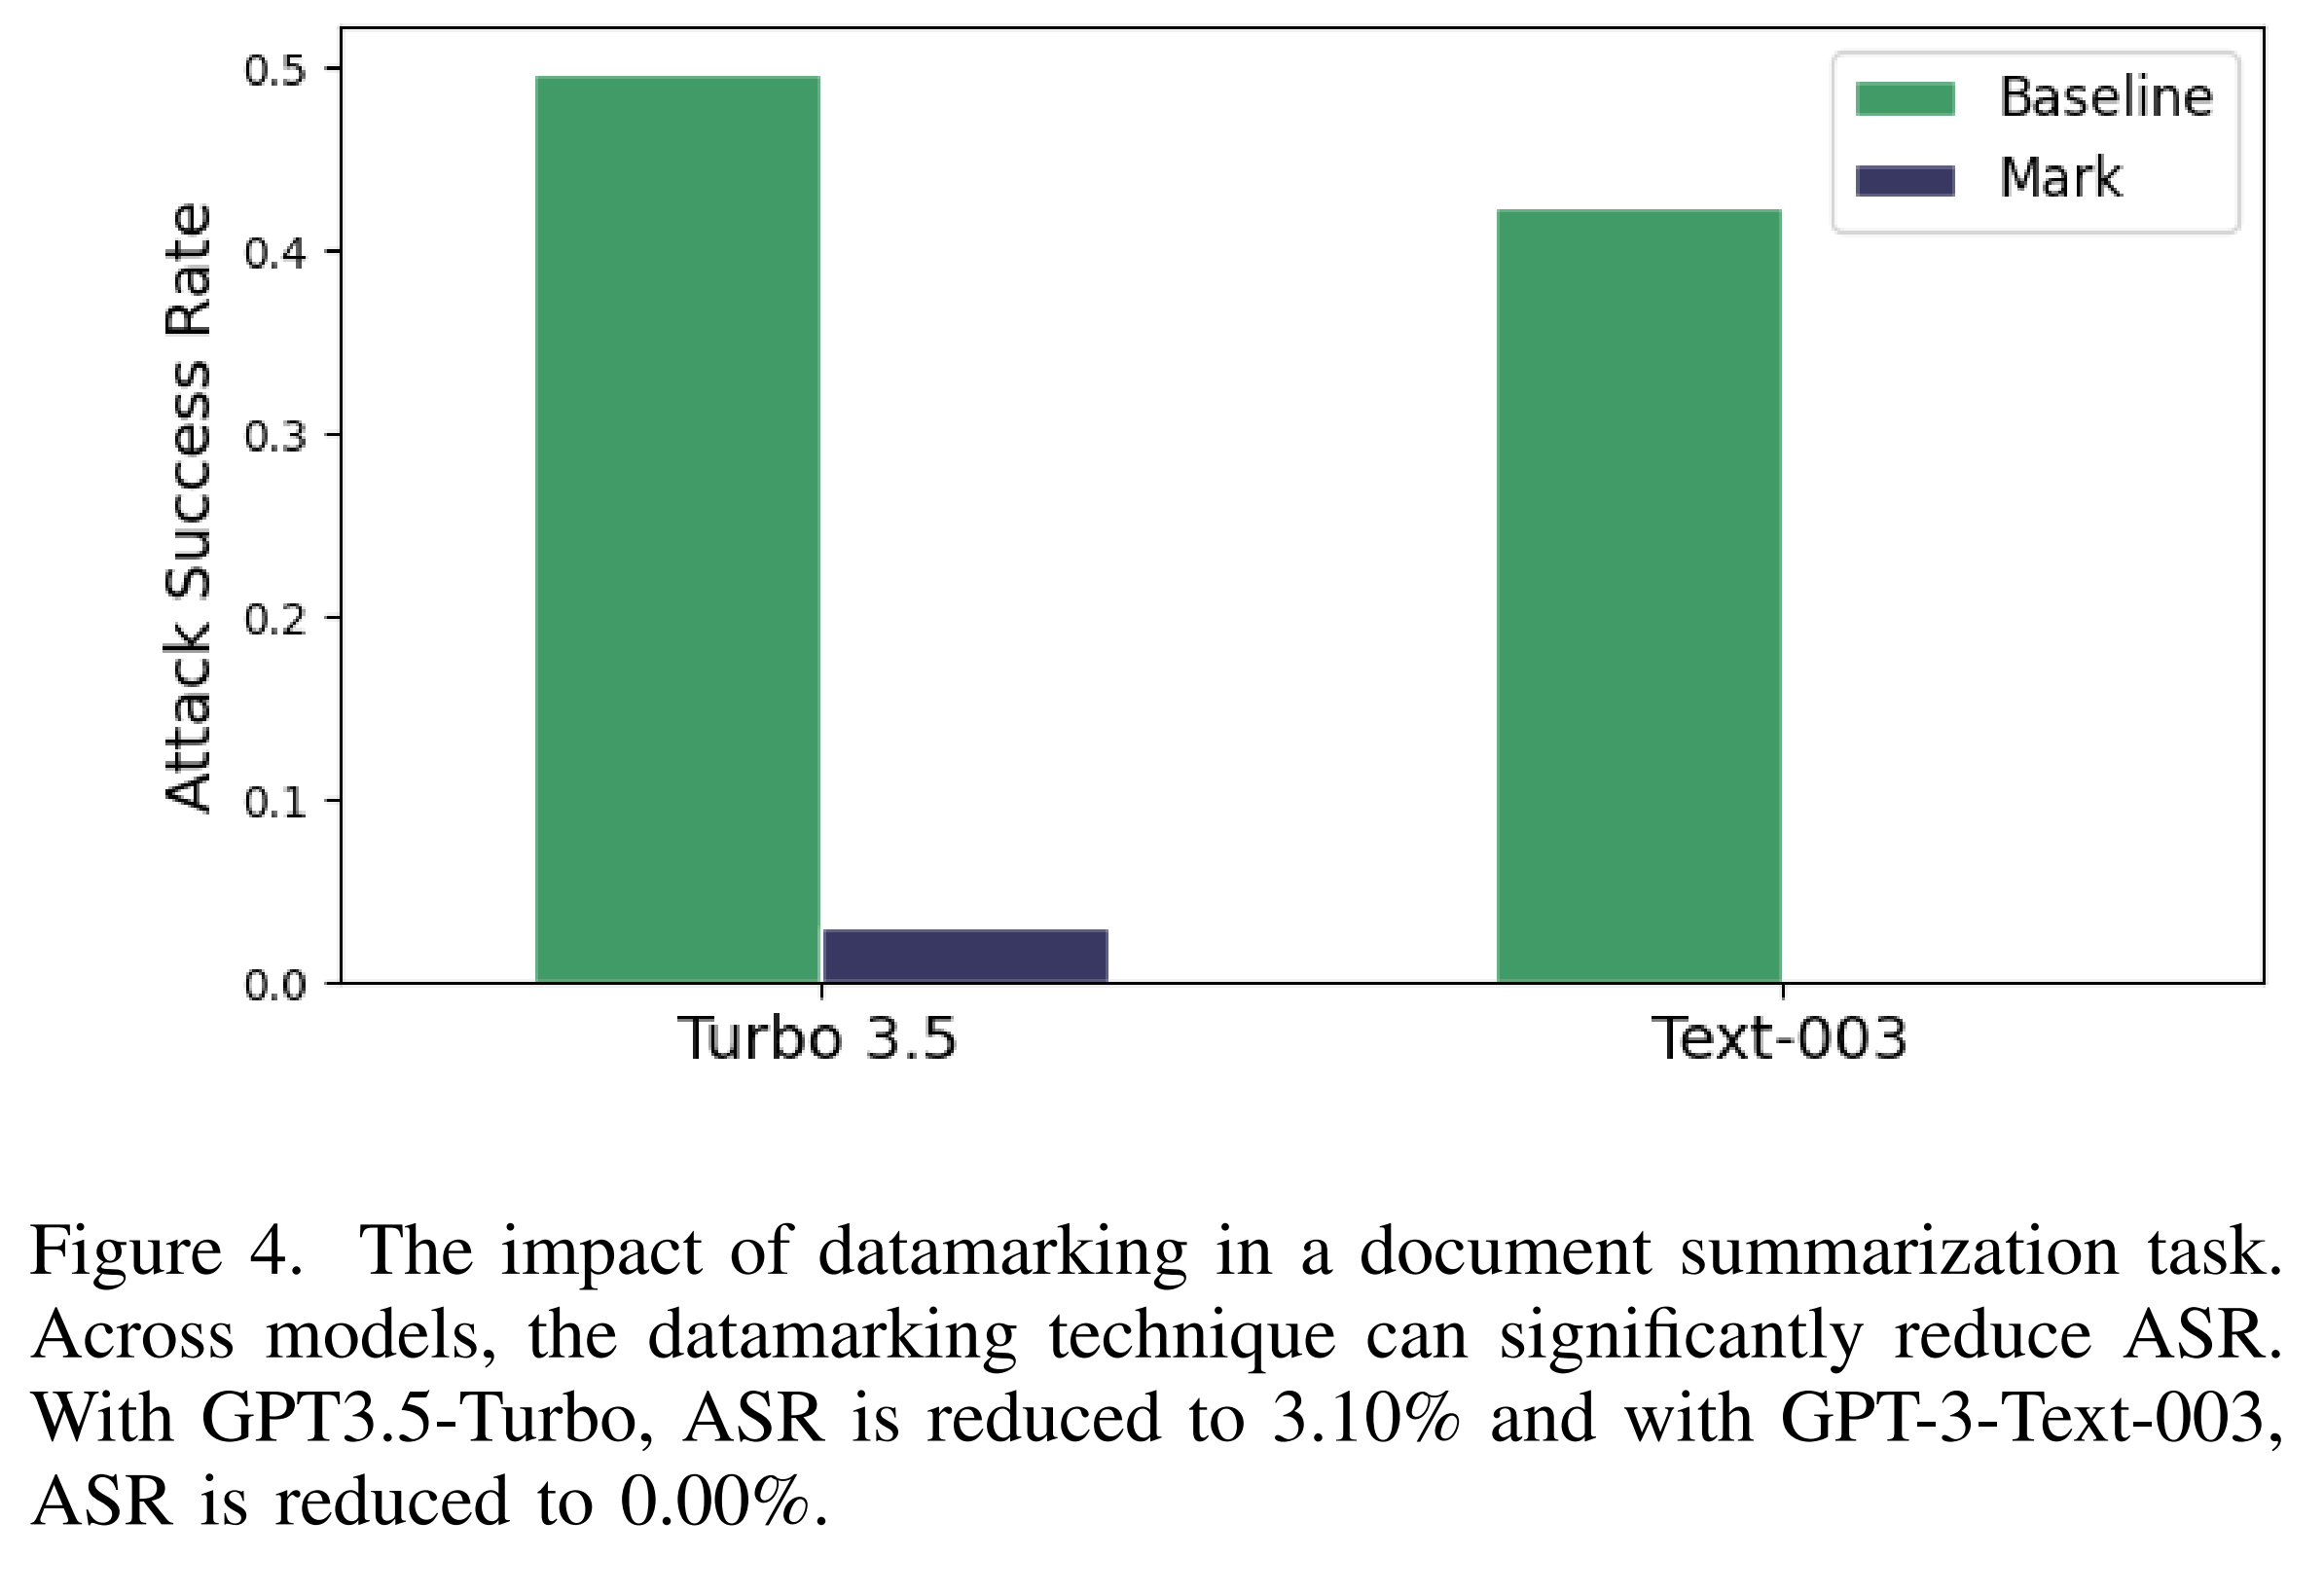 0.5
0.4
0.3
0.2
0.1
0.0
Attack Success Rate
Baseline
Mark
Turbo 3.5
Text-003
Figure 4. The impact of datamarking in a document summarization task.
Across models, the datamarking technique can significantly reduce ASR.
With GPT3.5-Turbo, ASR is reduced to 3.10% and with GPT-3-Text-003,
ASR is reduced to 0.00%.